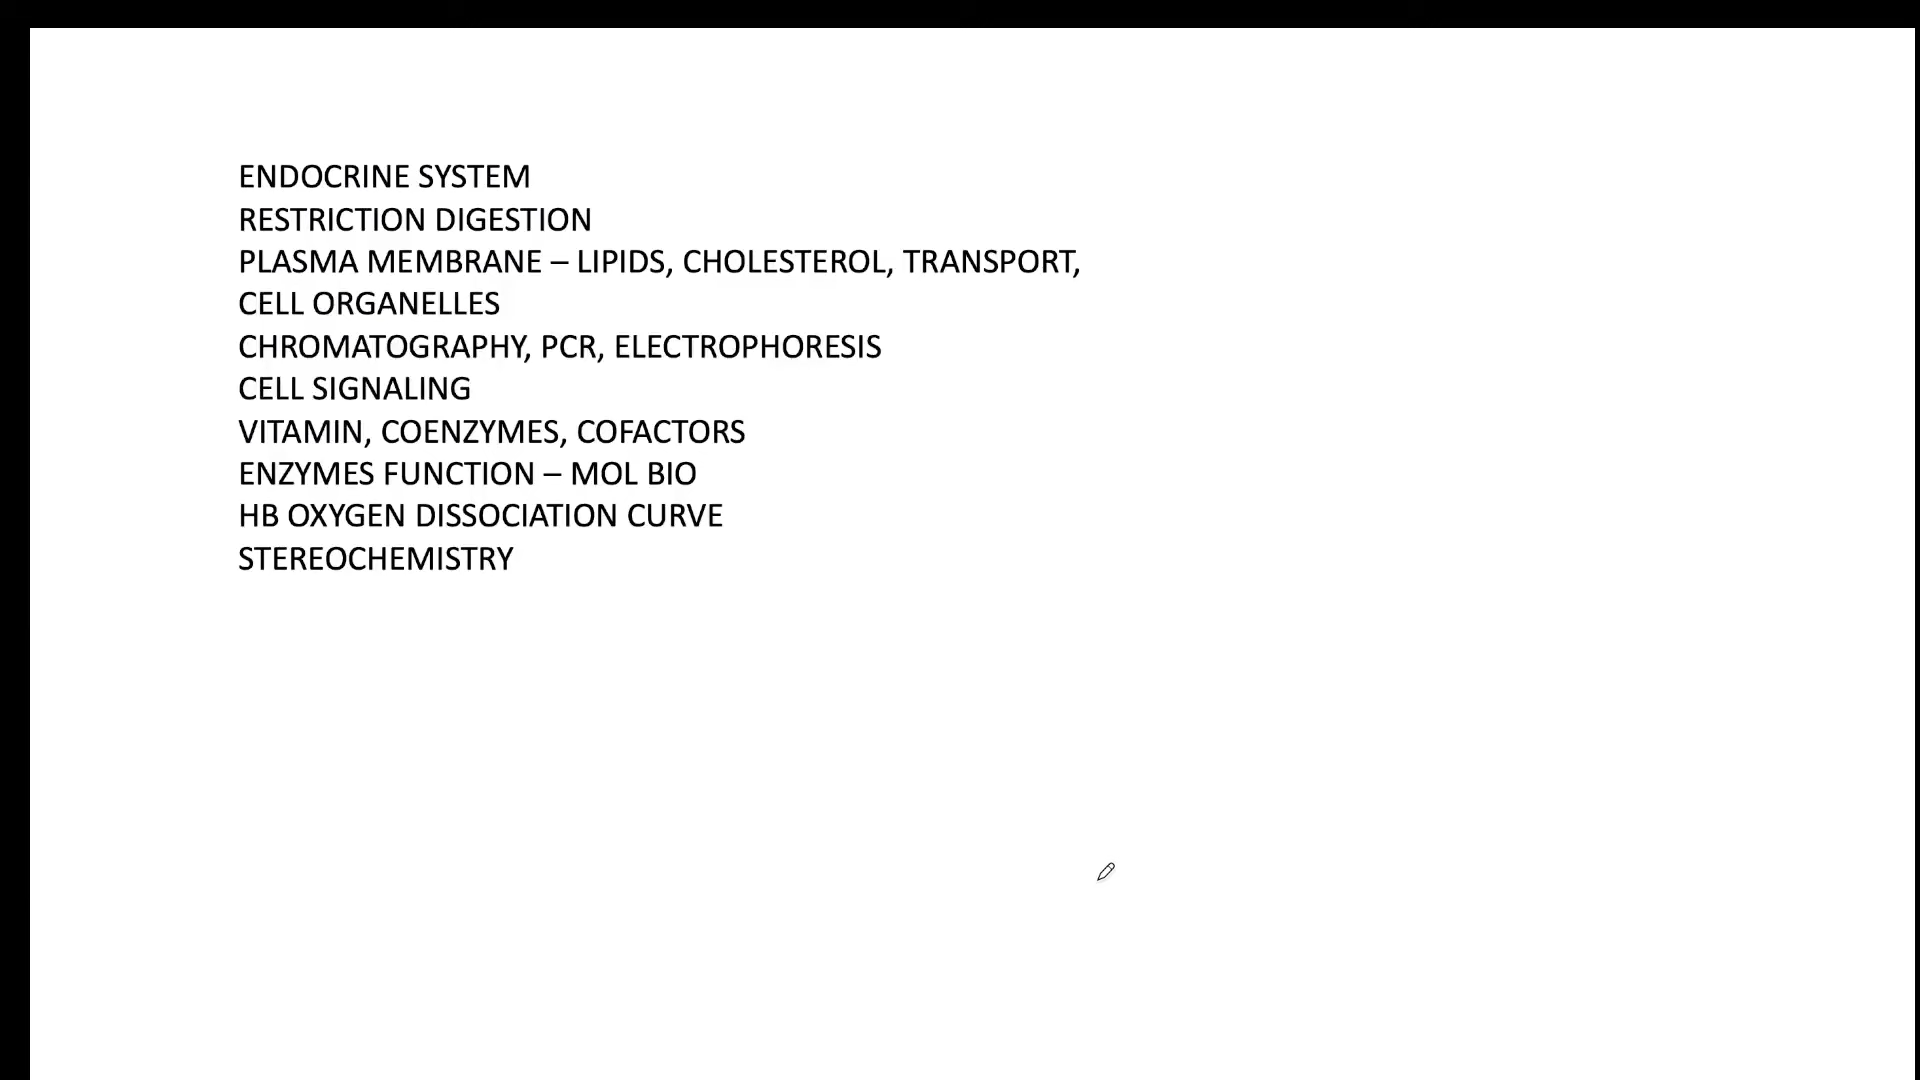 ENDOCRINE SYSTEM
RESTRICTION DIGESTION
PLASMA MEMBRANE – LIPIDS, CHOLESTEROL, TRANSPORT,
CELL ORGANELLES
CHROMATOGRAPHY, PCR, ELECTROPHORESIS
CELL SIGNALING
VITAMIN, COENZYMES, COFACTORS
ENZYMES FUNCTION – MOL BIO
HB OXYGEN DISSOCIATION CURVE
STEREOCHEMISTRY